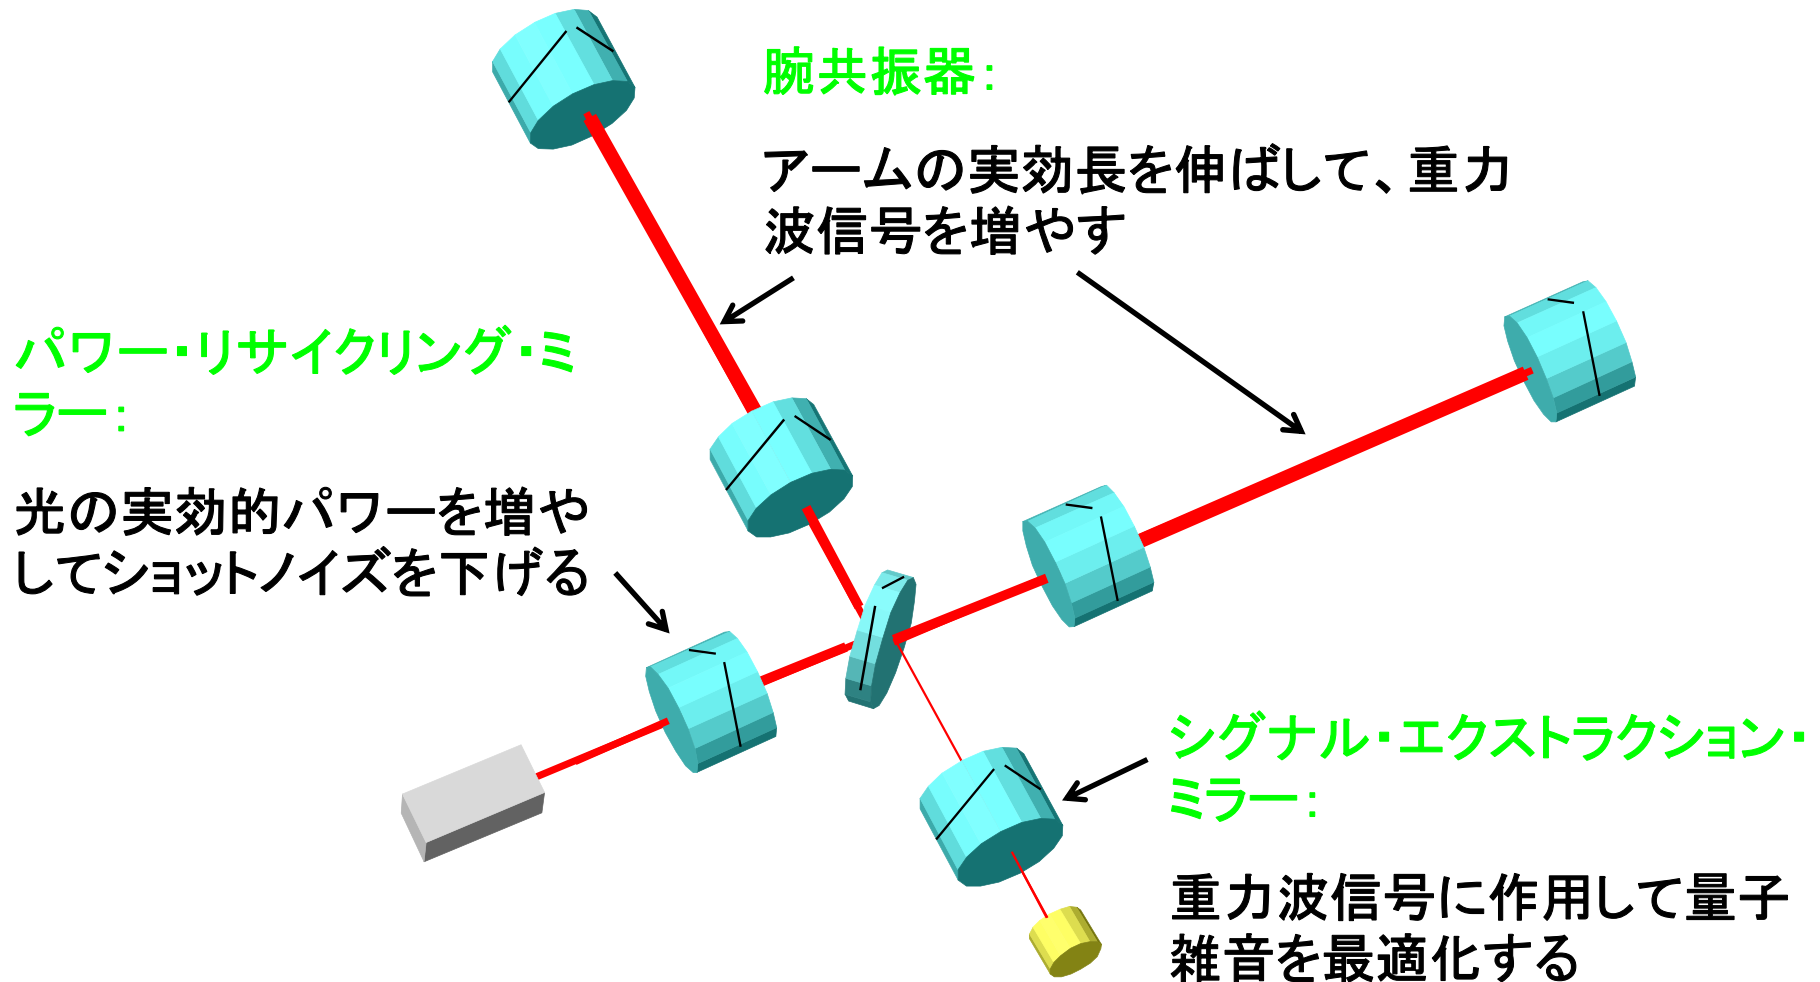 腕共振器：
アームの実効長を伸ばして、重力
波信号を増やす
パワー・リサイクリング・ミ
ラー：
光の実効的パワーを増や
してショットノイズを下げる
シグナル・エクストラクション・
ミラー：
重力波信号に作用して量子
雑音を最適化する